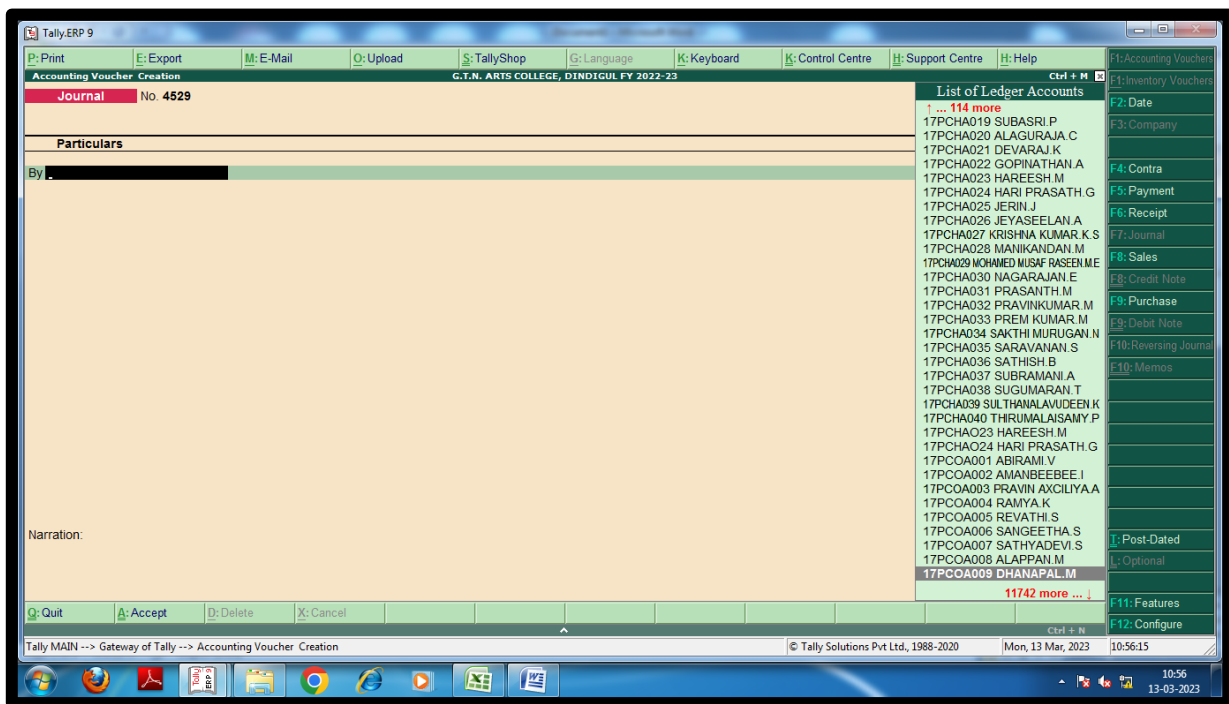 Tally.ERP 9
P: Print E: Export M: E-Mail O: Upload S: TallyShop G: Language K: Keyboard K: Control Centre H: Support Centre H: Help
Accounting Voucher Creation G.T.N. ARTS COLLEGE, DINDIGUL FY 2022-23 Ctrl + M
Journal No. 4529
Particulars
By
Narration:
List of Ledger Accounts
↑ ... 114 more
17PCHA019 SUBASRI.P
17PCHA020 ALAGURAJA.C
17PCHA021 DEVARAJ.K
17PCHA022 GOPINATHAN.A
17PCHA023 HAREESH.M
17PCHA024 HARI PRASATH.G
17PCHA025 JERIN.J
17PCHA026 JEYASEELAN.A
17PCHA027 KRISHNA KUMAR.K.S
17PCHA028 MANIKANDAN.M
17PCHA029 MOHAMED MUSAF RASEEN.M.E
17PCHA030 NAGARAJAN.E
17PCHA031 PRASANTH.M
17PCHA032 PRAVINKUMAR.M
17PCHA033 PREM KUMAR.M
17PCHA034 SAKTHI MURUGAN.N
17PCHA035 SARAVANAN.S
17PCHA036 SATHISH.B
17PCHA037 SUBRAMANI.A
17PCHA038 SUGUMARAN.T
17PCHA039 SULTHANALAVUDEEN.K
17PCHA040 THIRUMALAISAMY.P
17PCHAO23 HAREESH.M
17PCHAO24 HARI PRASATH.G
17PCOA001 ABIRAMI.V
17PCOA002 AMANBEEBEE.I
17PCOA003 PRAVIN AXCILIYA.A
17PCOA004 RAMYA.K
17PCOA005 REVATHI.S
17PCOA006 SANGEETHA.S
17PCOA007 SATHYADEVI.S
17PCOA008 ALAPPAN.M
17PCOA009 DHANAPAL.M
11742 more ... ↓
F1: Accounting Vouchers
F1: Inventory Vouchers
F2: Date
F3: Company
F4: Contra
F5: Payment
F6: Receipt
F7: Journal
F8: Sales
F8: Credit Note
F9: Purchase
F9: Debit Note
F10: Reversing Journal
F10: Memos
T: Post-Dated
L: Optional
F11: Features
F12: Configure
Q: Quit A: Accept D: Delete X: Cancel
Ctrl + N
Tally MAIN --> Gateway of Tally --> Accounting Voucher Creation © Tally Solutions Pvt Ltd., 1988-2020 Mon, 13 Mar, 2023 10:56:15
Tally ERP 9
10:56
13-03-2023